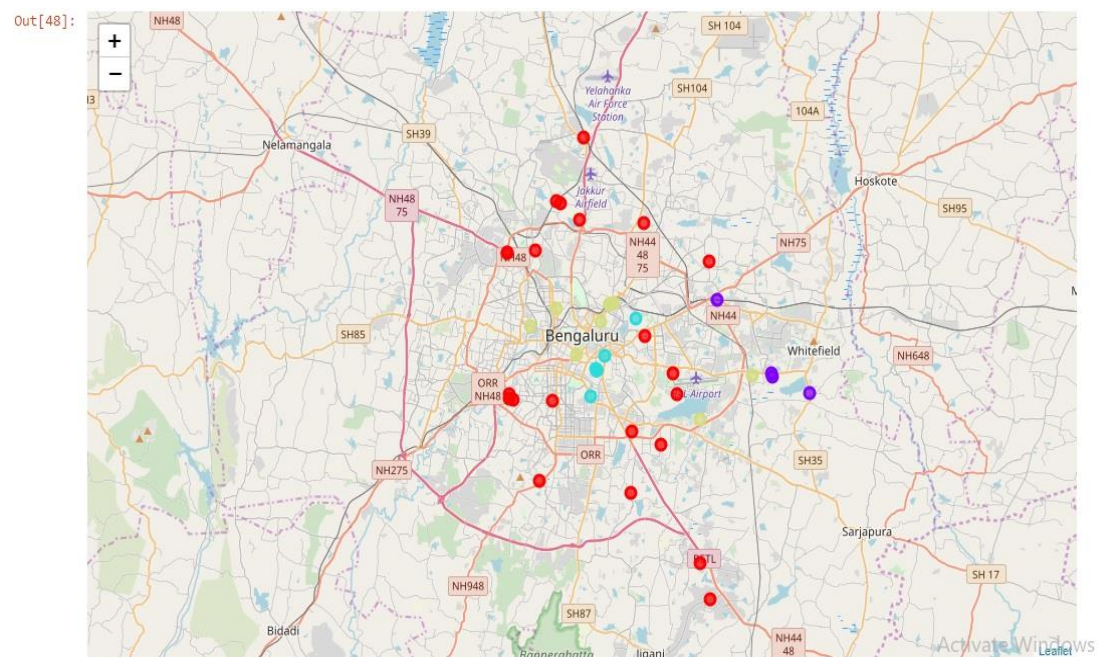 Out[48]:
+
−
NH48
SH 104
Yelahanka
Air Force
Station
SH104
104A
SH39
Nelamangala
Jakkur
Airfield
Hoskote
NH48
75
SH95
NH44
48
75
NH75
NH48
NH44
SH85
Bengaluru
Whitefield
NH648
ORR
NH48
Airport
ORR
SH35
NH275
Sarjapura
NH948
SH 17
SH87
Bidadi
NH44
48
Bannerghatta
Jigani
Activate Windows
Leaflet